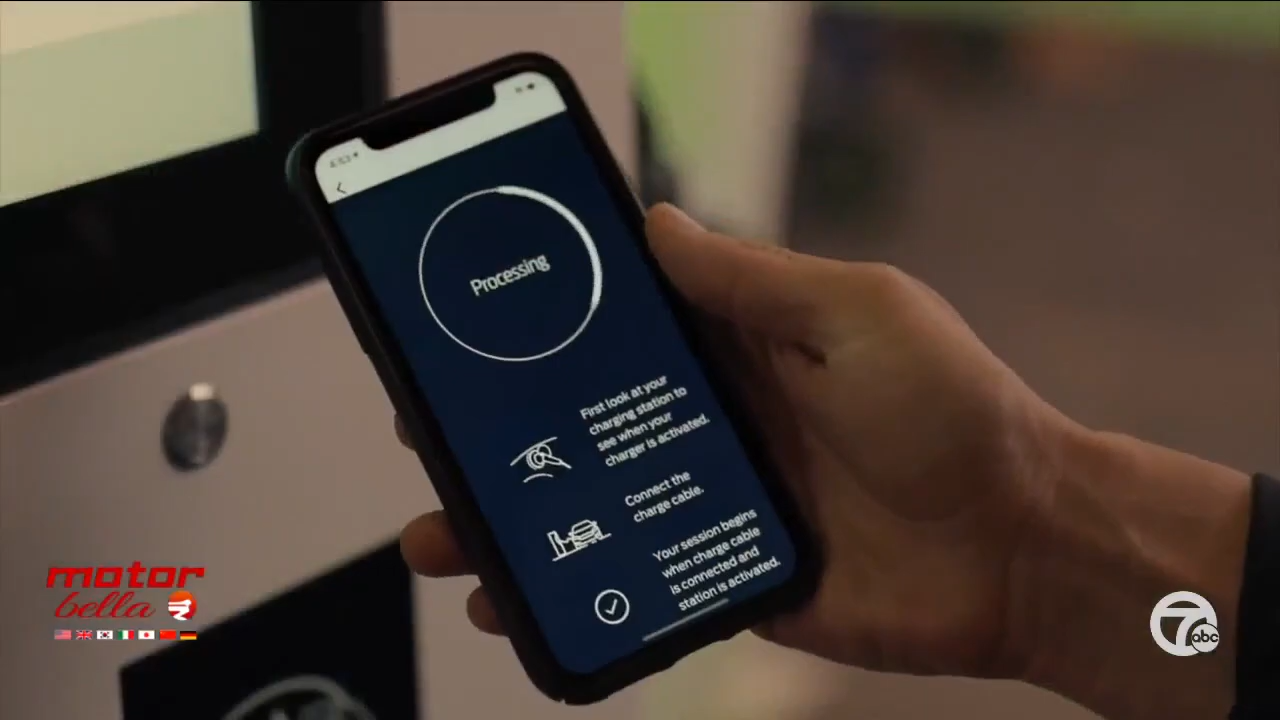 Processing
First look at your
charging station to
see when your
charger is activated.
Connect the
charge cable.
Your session begins
when charge cable
is connected and
station is activated.
motor
bella
7
abc